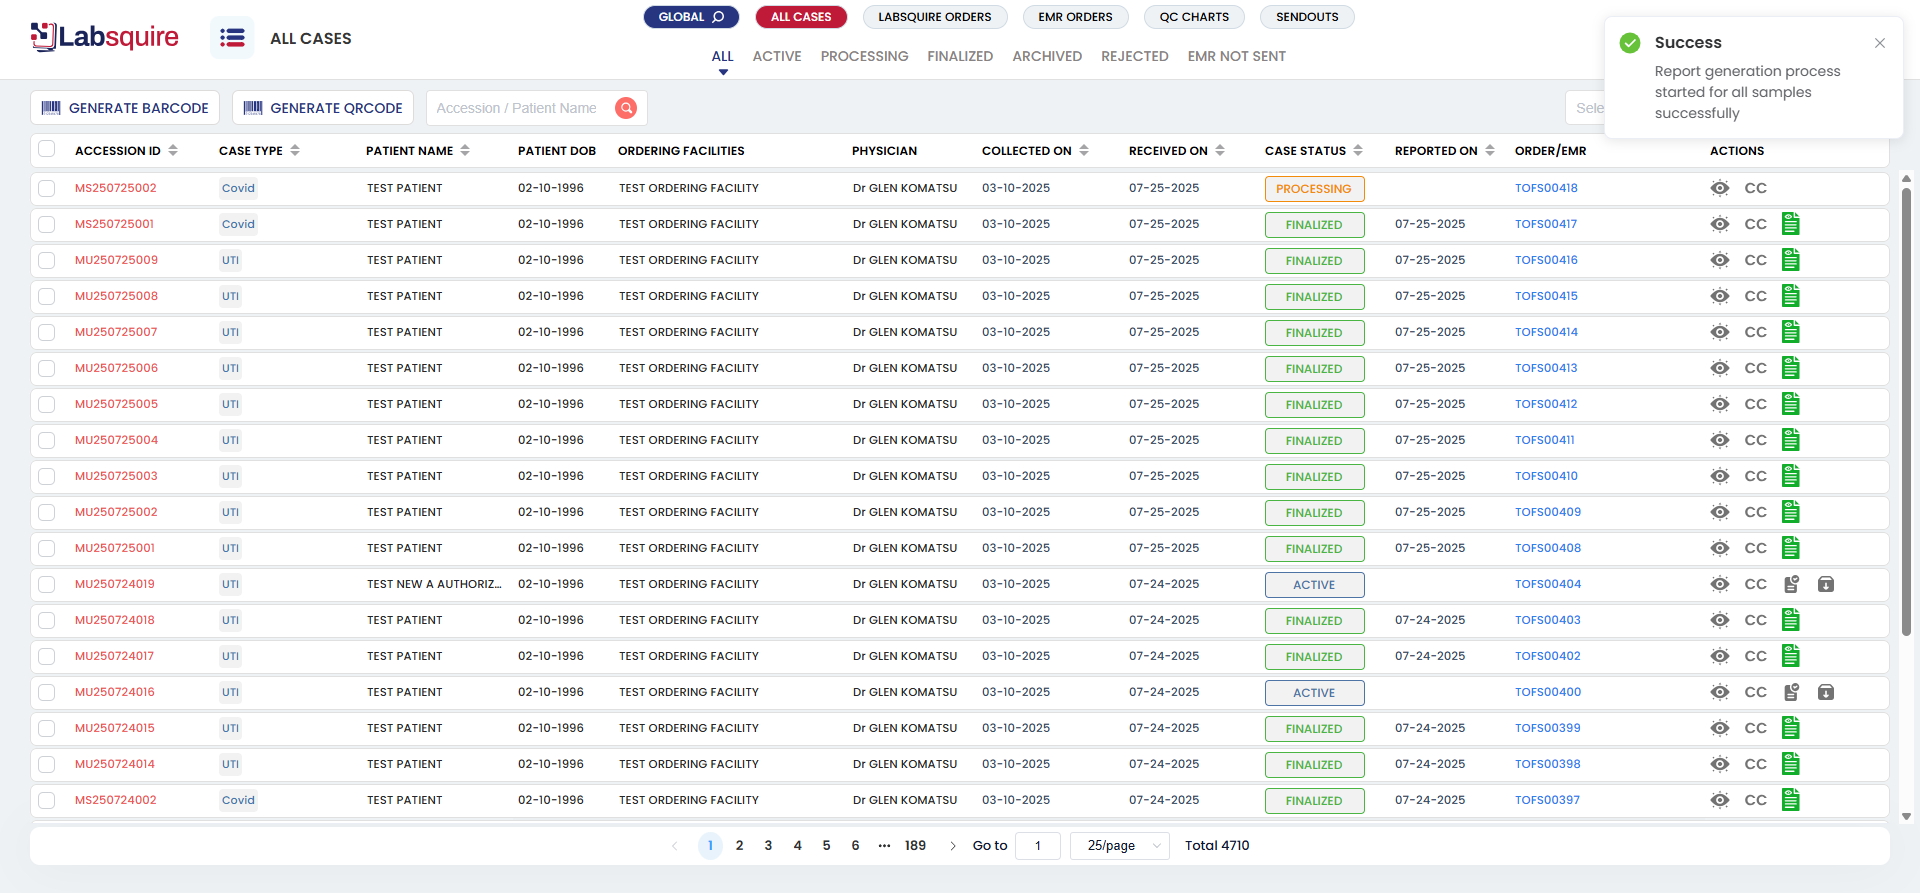 Labsquire
ALL CASES
GLOBAL
ALL CASES
LABSQUIRE ORDERS
EMR ORDERS
QC CHARTS
SENDOUTS
ALL
ACTIVE
PROCESSING
FINALIZED
ARCHIVED
REJECTED
EMR NOT SENT
Success
Report generation process
started for all samples
successfully
GENERATE BARCODE
GENERATE QRCODE
Accession / Patient Name
ACCESSION ID CASE TYPE PATIENT NAME PATIENT DOB ORDERING FACILITIES PHYSICIAN COLLECTED ON RECEIVED ON CASE STATUS REPORTED ON ORDER/EMR ACTIONS
MS250725002 Covid TEST PATIENT 02-10-1996 TEST ORDERING FACILITY Dr GLEN KOMATSU 03-10-2025 07-25-2025 PROCESSING TOFS00418 CC
MS250725001 Covid TEST PATIENT 02-10-1996 TEST ORDERING FACILITY Dr GLEN KOMATSU 03-10-2025 07-25-2025 FINALIZED 07-25-2025 TOFS00417 CC
MU250725009 UTI TEST PATIENT 02-10-1996 TEST ORDERING FACILITY Dr GLEN KOMATSU 03-10-2025 07-25-2025 FINALIZED 07-25-2025 TOFS00416 CC
MU250725008 UTI TEST PATIENT 02-10-1996 TEST ORDERING FACILITY Dr GLEN KOMATSU 03-10-2025 07-25-2025 FINALIZED 07-25-2025 TOFS00415 CC
MU250725007 UTI TEST PATIENT 02-10-1996 TEST ORDERING FACILITY Dr GLEN KOMATSU 03-10-2025 07-25-2025 FINALIZED 07-25-2025 TOFS00414 CC
MU250725006 UTI TEST PATIENT 02-10-1996 TEST ORDERING FACILITY Dr GLEN KOMATSU 03-10-2025 07-25-2025 FINALIZED 07-25-2025 TOFS00413 CC
MU250725005 UTI TEST PATIENT 02-10-1996 TEST ORDERING FACILITY Dr GLEN KOMATSU 03-10-2025 07-25-2025 FINALIZED 07-25-2025 TOFS00412 CC
MU250725004 UTI TEST PATIENT 02-10-1996 TEST ORDERING FACILITY Dr GLEN KOMATSU 03-10-2025 07-25-2025 FINALIZED 07-25-2025 TOFS00411 CC
MU250725003 UTI TEST PATIENT 02-10-1996 TEST ORDERING FACILITY Dr GLEN KOMATSU 03-10-2025 07-25-2025 FINALIZED 07-25-2025 TOFS00410 CC
MU250725002 UTI TEST PATIENT 02-10-1996 TEST ORDERING FACILITY Dr GLEN KOMATSU 03-10-2025 07-25-2025 FINALIZED 07-25-2025 TOFS00409 CC
MU250725001 UTI TEST PATIENT 02-10-1996 TEST ORDERING FACILITY Dr GLEN KOMATSU 03-10-2025 07-25-2025 FINALIZED 07-25-2025 TOFS00408 CC
MU250724019 UTI TEST NEW A AUTHORIZ... 02-10-1996 TEST ORDERING FACILITY Dr GLEN KOMATSU 03-10-2025 07-24-2025 ACTIVE TOFS00404 CC
MU250724018 UTI TEST PATIENT 02-10-1996 TEST ORDERING FACILITY Dr GLEN KOMATSU 03-10-2025 07-24-2025 FINALIZED 07-24-2025 TOFS00403 CC
MU250724017 UTI TEST PATIENT 02-10-1996 TEST ORDERING FACILITY Dr GLEN KOMATSU 03-10-2025 07-24-2025 FINALIZED 07-24-2025 TOFS00402 CC
MU250724016 UTI TEST PATIENT 02-10-1996 TEST ORDERING FACILITY Dr GLEN KOMATSU 03-10-2025 07-24-2025 ACTIVE TOFS00400 CC
MU250724015 UTI TEST PATIENT 02-10-1996 TEST ORDERING FACILITY Dr GLEN KOMATSU 03-10-2025 07-24-2025 FINALIZED 07-24-2025 TOFS00399 CC
MU250724014 UTI TEST PATIENT 02-10-1996 TEST ORDERING FACILITY Dr GLEN KOMATSU 03-10-2025 07-24-2025 FINALIZED 07-24-2025 TOFS00398 CC
MS250724002 Covid TEST PATIENT 02-10-1996 TEST ORDERING FACILITY Dr GLEN KOMATSU 03-10-2025 07-24-2025 FINALIZED 07-24-2025 TOFS00397 CC
1 2 3 4 5 6 ··· 189 Go to 1 25/page Total 4710